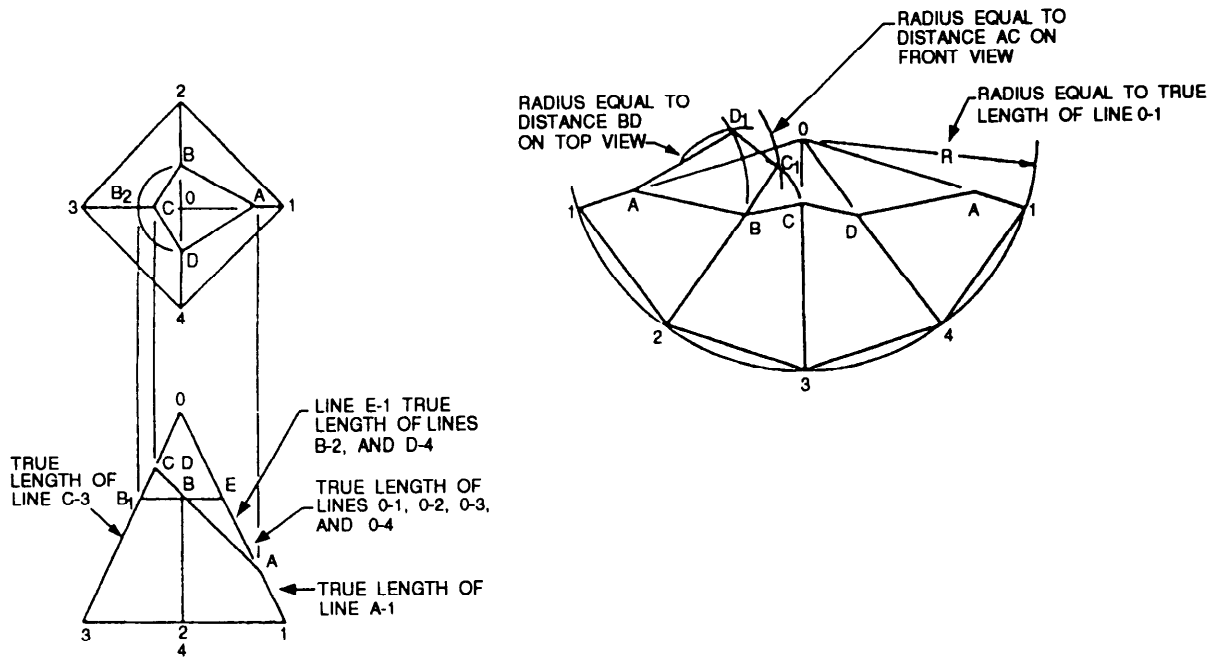 2
B
B2
3
C
0
A
1
D
4
0
C D
B1
B
E
A
3
2
4
1
TRUE
LENGTH OF
LINE C-3
LINE E-1 TRUE
LENGTH OF LINES
B-2, AND D-4
TRUE LENGTH OF
LINES 0-1, 0-2, 0-3,
AND 0-4
TRUE LENGTH OF
LINE A-1
RADIUS EQUAL TO
DISTANCE AC ON
FRONT VIEW
RADIUS EQUAL TO
DISTANCE BD
ON TOP VIEW
RADIUS EQUAL TO TRUE
LENGTH OF LINE 0-1
D1
0
C1
R
1
A
B
C
D
A
1
2
3
4